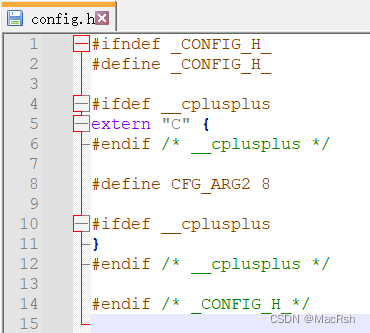 config.h
1 #ifndef _CONFIG_H_
2 #define _CONFIG_H_
3
4 #ifdef __cplusplus
5 extern "C" {
6 #endif /* __cplusplus */
7
8 #define CFG_ARG2 8
9
10 #ifdef __cplusplus
11 }
12 #endif /* __cplusplus */
13
14 #endif /* _CONFIG_H_*/
15
CSDN @MacRsh